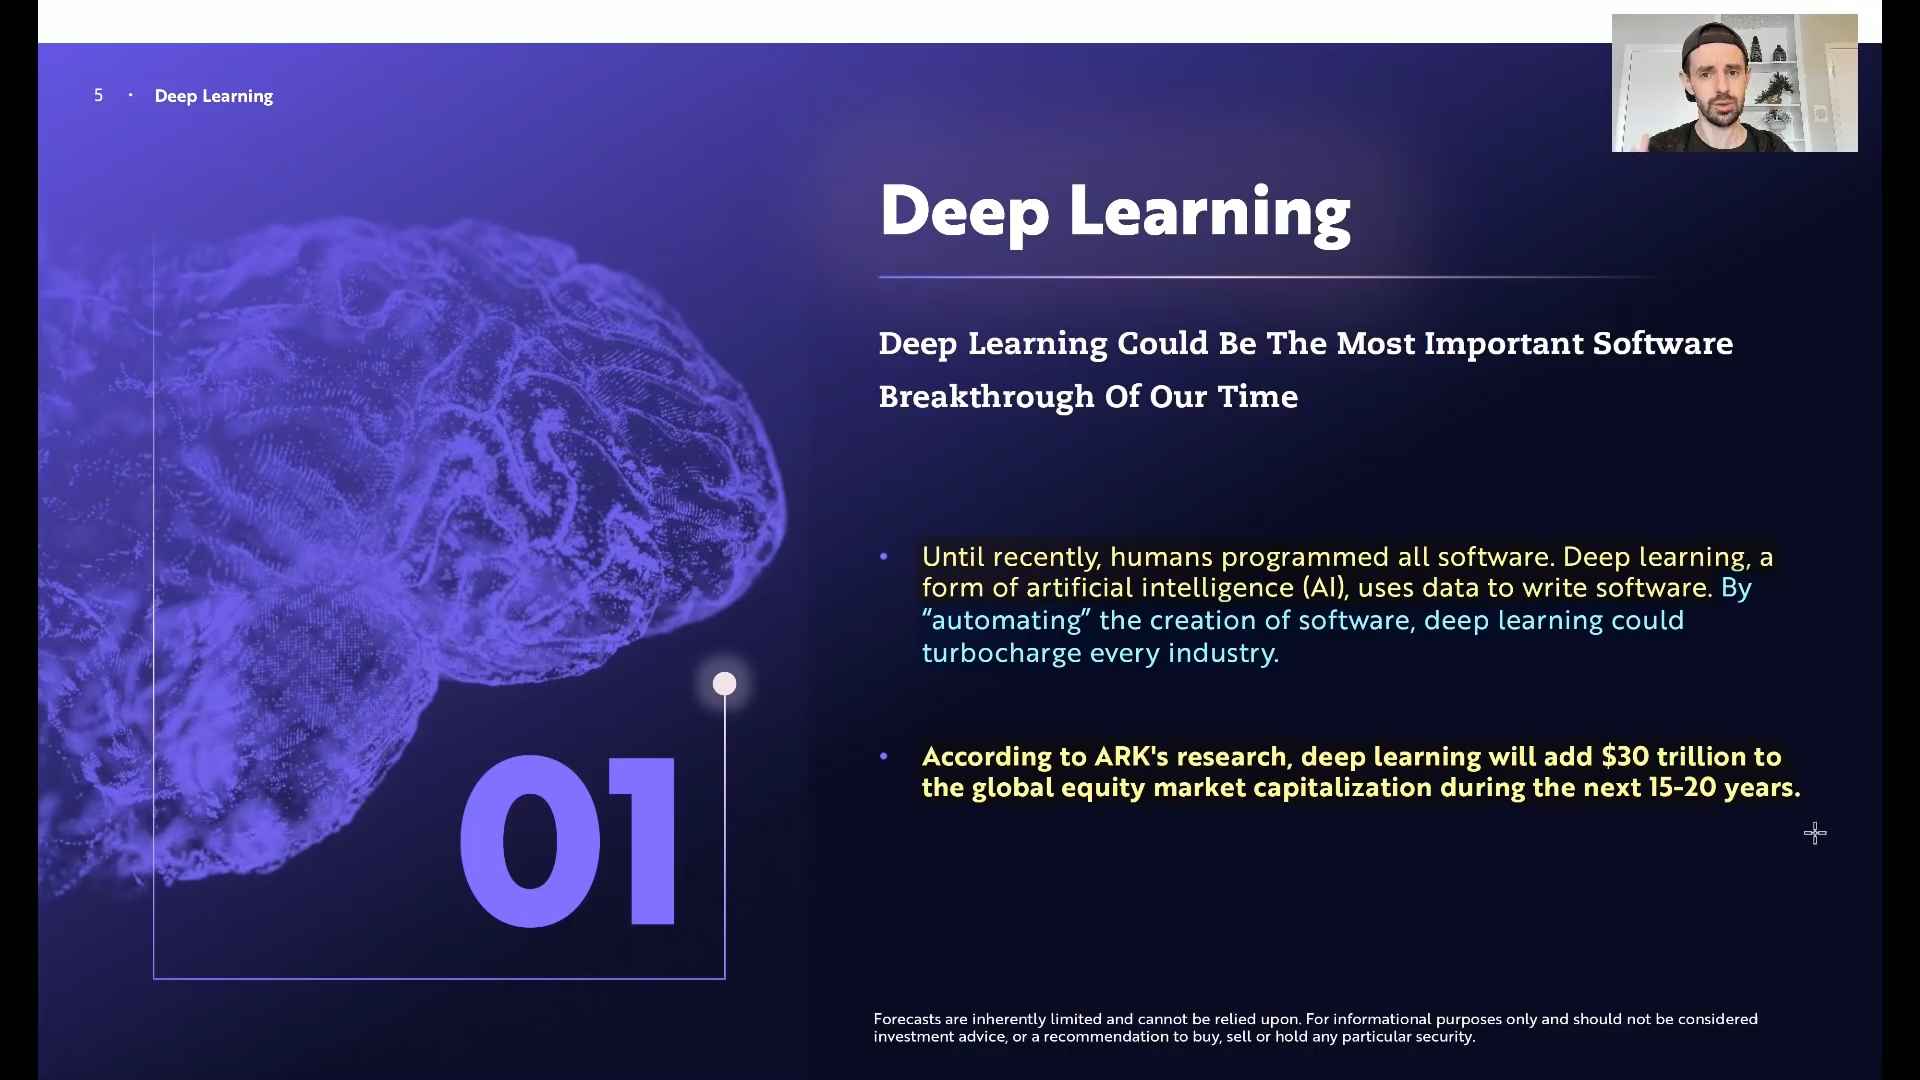 5 · Deep Learning
Deep Learning
Deep Learning Could Be The Most Important Software
Breakthrough Of Our Time
• Until recently, humans programmed all software. Deep learning, a
form of artificial intelligence (AI), uses data to write software. By
“automating” the creation of software, deep learning could
turbocharge every industry.
• According to ARK's research, deep learning will add $30 trillion to
the global equity market capitalization during the next 15-20 years.
01
Forecasts are inherently limited and cannot be relied upon. For informational purposes only and should not be considered
investment advice, or a recommendation to buy, sell or hold any particular security.